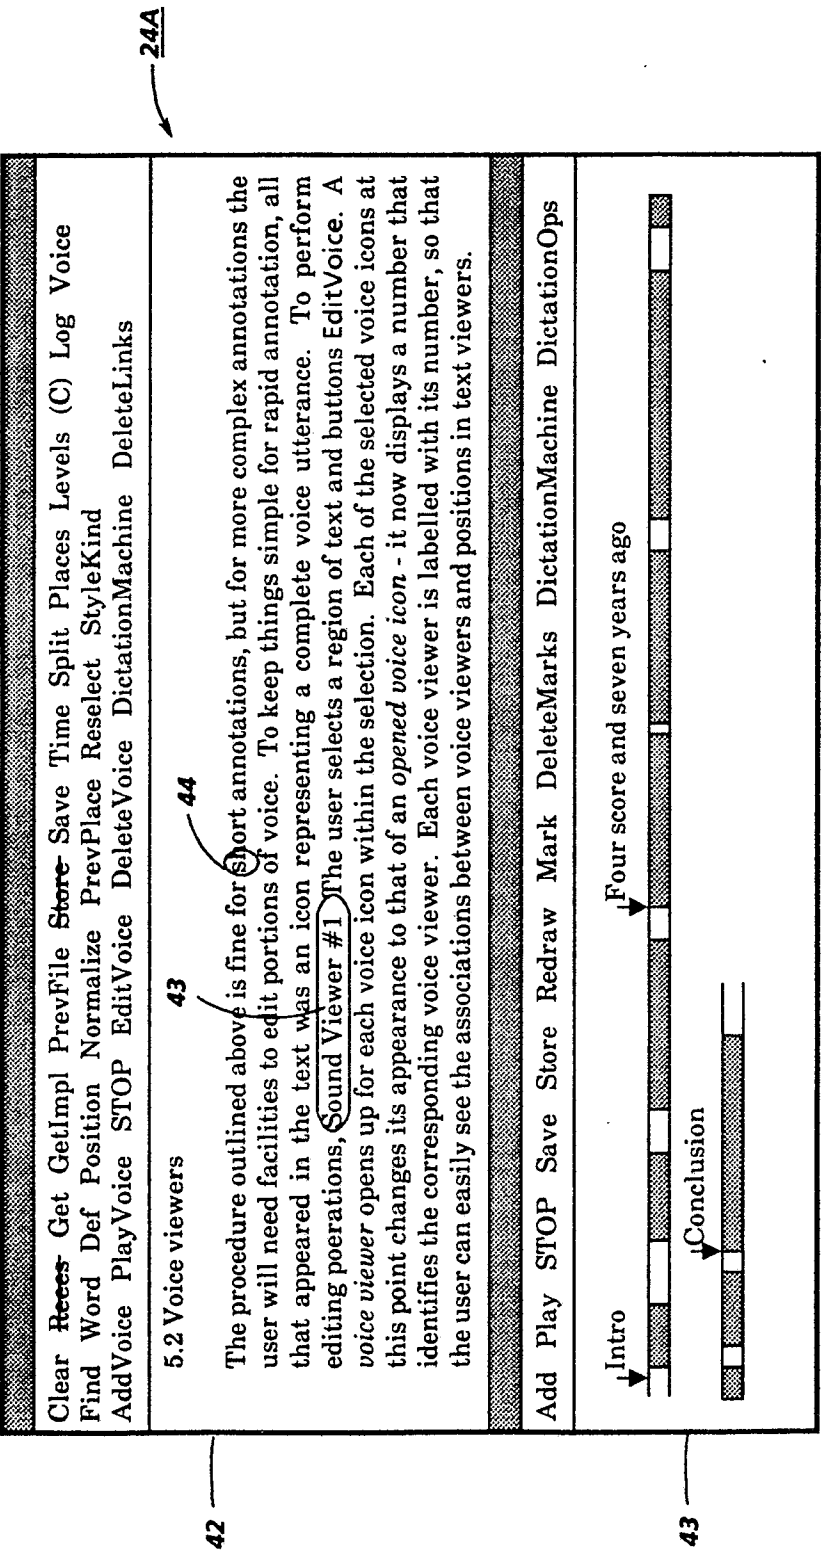 24A
Clear Reces Get GetImpl PrevFile Store Save Time Split Places Levels (C) Log Voice
Find Word Def Position Normalize PrevPlace Reselect StyleKind
AddVoice PlayVoice STOP EditVoice DeleteVoice DictationMachine DeleteLinks
42
5.2 Voice viewers
43
44
The procedure outlined above is fine for short annotations, but for more complex annotations the
user will need facilities to edit portions of voice. To keep things simple for rapid annotation, all
that appeared in the text was an icon representing a complete voice utterance. To perform
editing poerations, Sound Viewer #1 The user selects a region of text and buttons EditVoice. A
voice viewer opens up for each voice icon within the selection. Each of the selected voice icons at
this point changes its appearance to that of an opened voice icon - it now displays a number that
identifies the corresponding voice viewer. Each voice viewer is labelled with its number, so that
the user can easily see the associations between voice viewers and positions in text viewers.
Add Play STOP Save Store Redraw Mark DeleteMarks DictationMachine DictationOps
Intro
Four score and seven years ago
43
Conclusion